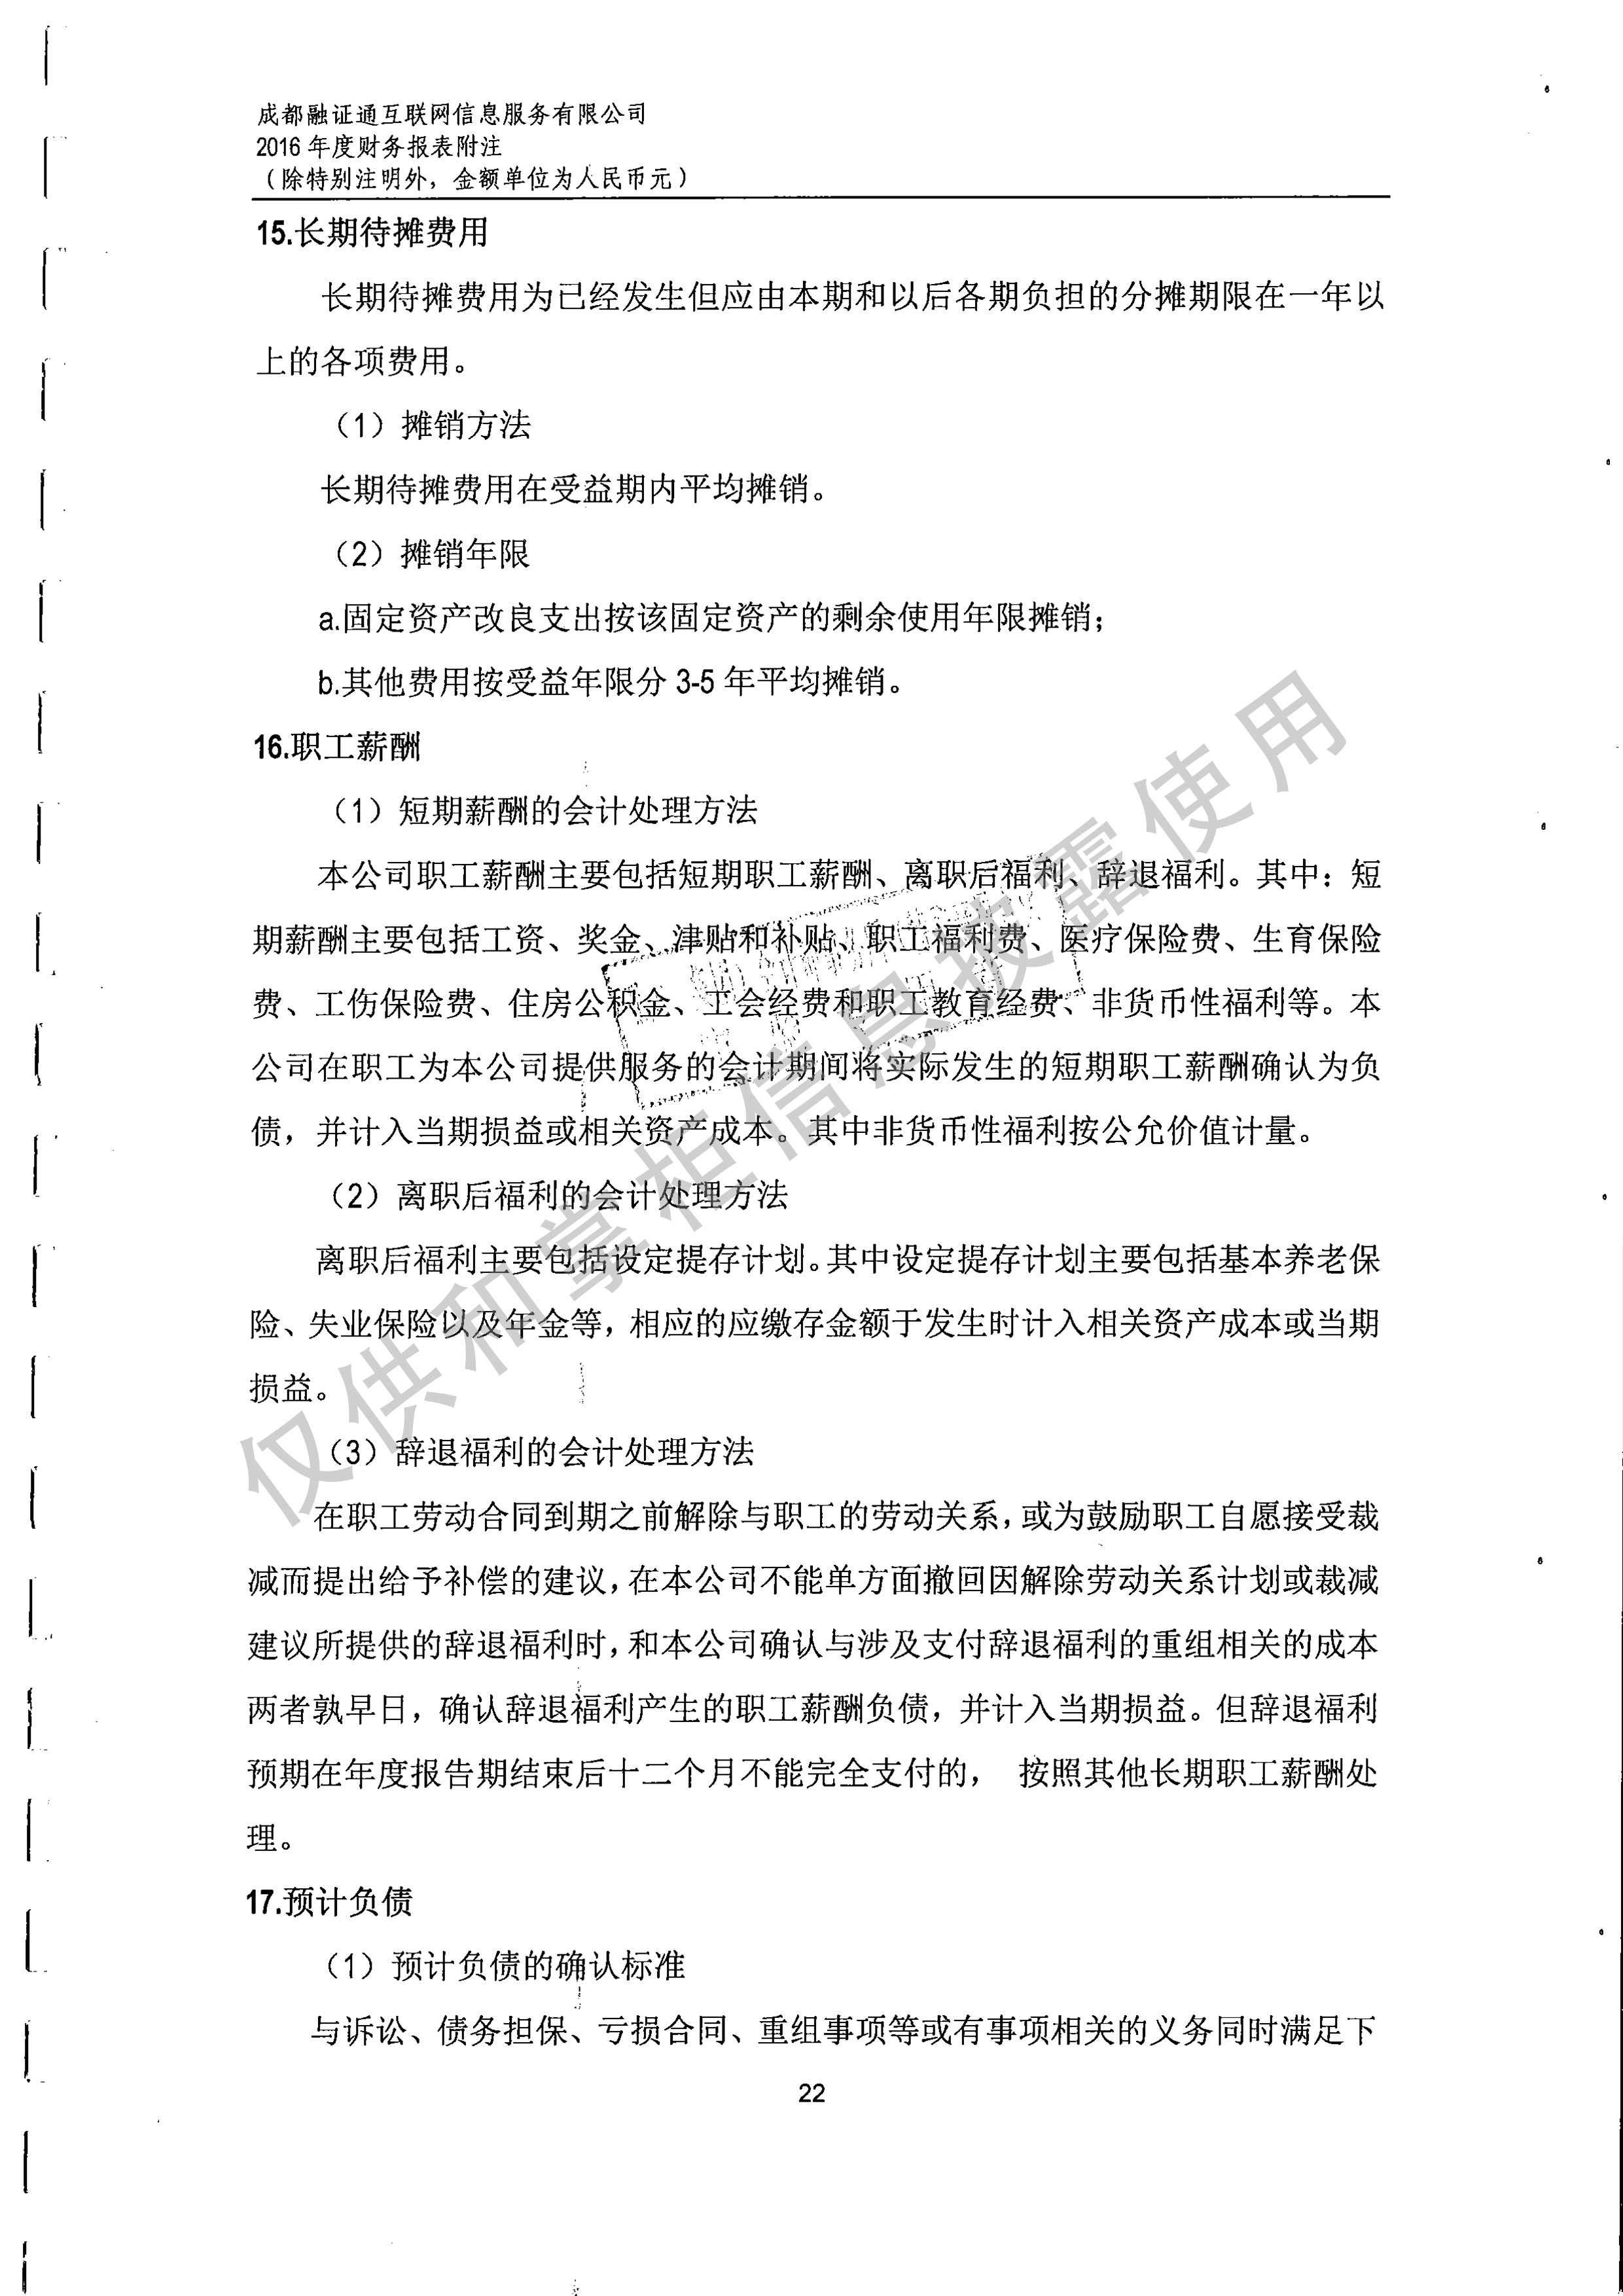 成都融证通互联网信息服务有限公司
2016 年度财务报表附注
（除特别注明外，金额单位为人民币元）
15.长期待摊费用
长期待摊费用为已经发生但应由本期和以后各期负担的分摊期限在一年以
上的各项费用。
（1）摊销方法
长期待摊费用在受益期内平均摊销。
（2）摊销年限
a.固定资产改良支出按该固定资产的剩余使用年限摊销；
b.其他费用按受益年限分 3-5 年平均摊销。
16.职工薪酬
（1）短期薪酬的会计处理方法
本公司职工薪酬主要包括短期职工薪酬、离职后福利、辞退福利。其中：短
期薪酬主要包括工资、奖金、津贴和补贴、职工福利费、医疗保险费、生育保险
费、工伤保险费、住房公积金、工会经费和职工教育经费、非货币性福利等。本
公司在职工为本公司提供服务的会计期间将实际发生的短期职工薪酬确认为负
债，并计入当期损益或相关资产成本。其中非货币性福利按公允价值计量。
（2）离职后福利的会计处理方法
离职后福利主要包括设定提存计划。其中设定提存计划主要包括基本养老保
险、失业保险以及年金等，相应的应缴存金额于发生时计入相关资产成本或当期
损益。
（3）辞退福利的会计处理方法
在职工劳动合同到期之前解除与职工的劳动关系，或为鼓励职工自愿接受裁
减而提出给予补偿的建议，在本公司不能单方面撤回因解除劳动关系计划或裁减
建议所提供的辞退福利时，和本公司确认与涉及支付辞退福利的重组相关的成本
两者孰早日，确认辞退福利产生的职工薪酬负债，并计入当期损益。但辞退福利
预期在年度报告期结束后十二个月不能完全支付的， 按照其他长期职工薪酬处
理。
17.预计负债
（1）预计负债的确认标准
与诉讼、债务担保、亏损合同、重组事项等或有事项相关的义务同时满足下
22
仅供和掌柜信息披露使用